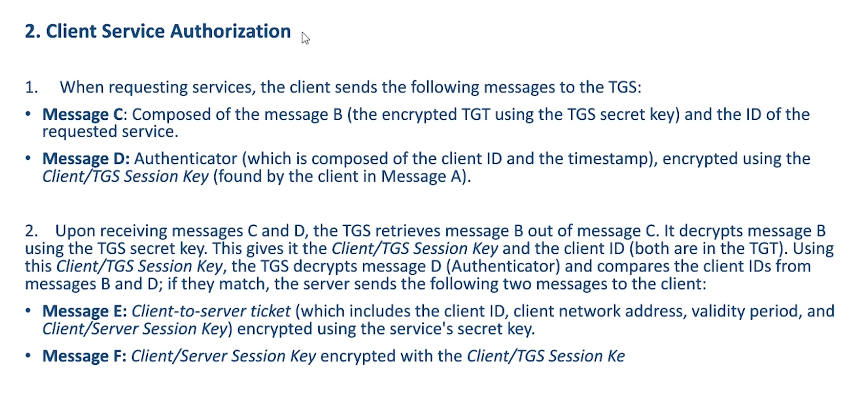 2. Client Service Authorization
1. When requesting services, the client sends the following messages to the TGS:
• Message C: Composed of the message B (the encrypted TGT using the TGS secret key) and the ID of the
requested service.
• Message D: Authenticator (which is composed of the client ID and the timestamp), encrypted using the
Client/TGS Session Key (found by the client in Message A).
2. Upon receiving messages C and D, the TGS retrieves message B out of message C. It decrypts message B
using the TGS secret key. This gives it the Client/TGS Session Key and the client ID (both are in the TGT). Using
this Client/TGS Session Key, the TGS decrypts message D (Authenticator) and compares the client IDs from
messages B and D; if they match, the server sends the following two messages to the client:
• Message E: Client-to-server ticket (which includes the client ID, client network address, validity period, and
Client/Server Session Key) encrypted using the service's secret key.
• Message F: Client/Server Session Key encrypted with the Client/TGS Session Ke